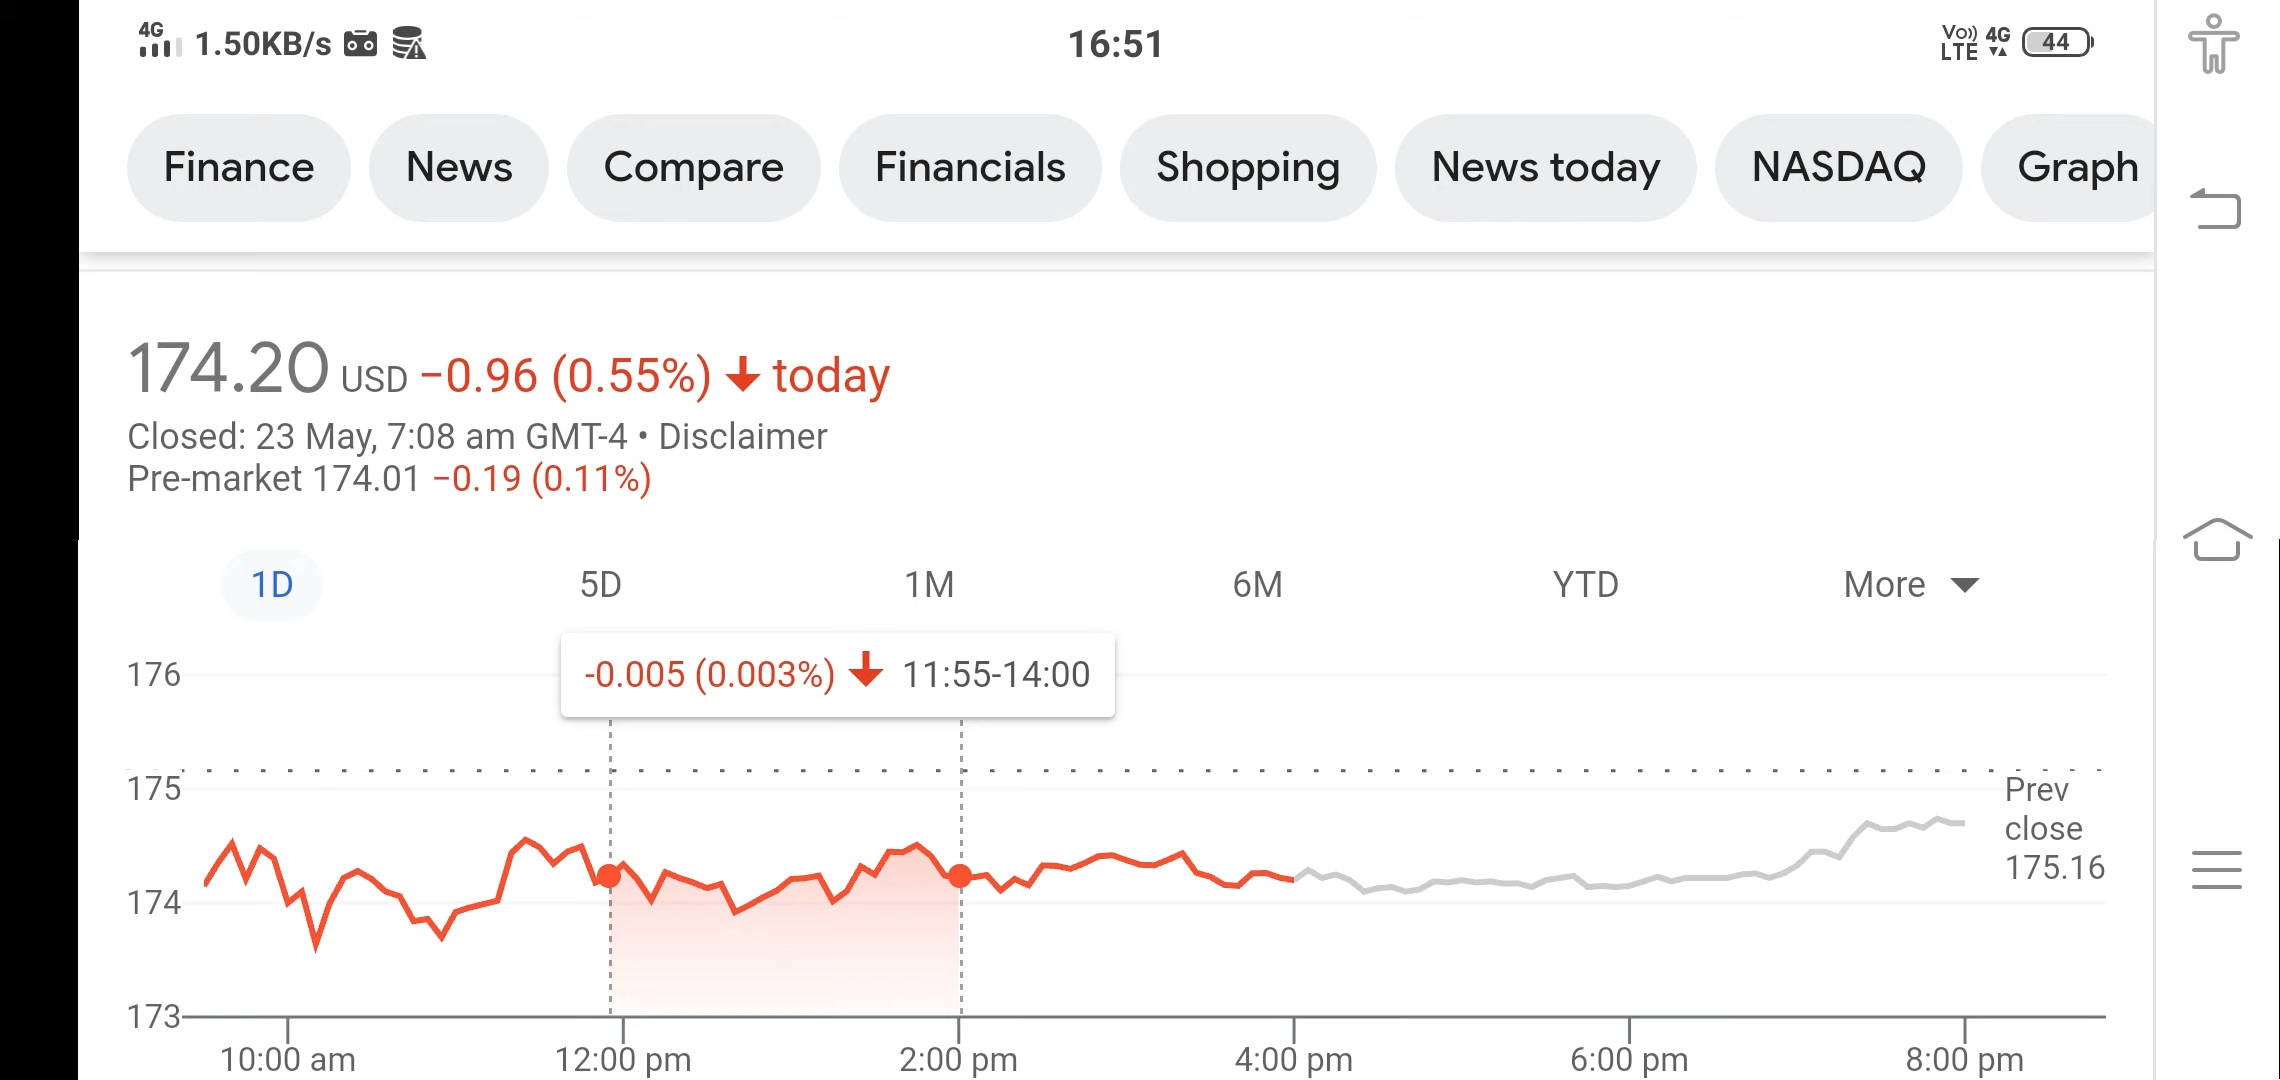 4G 1.50KB/s 16:51 Vo)) LTE 4G 44
Finance News Compare Financials Shopping News today NASDAQ Graph
174.20 USD −0.96 (0.55%) today
Closed: 23 May, 7:08 am GMT-4 • Disclaimer
Pre-market 174.01 −0.19 (0.11%)
1D 5D 1M 6M YTD More
-0.005 (0.003%) 11:55-14:00
176
175
174
173
Prev
close
175.16
10:00 am 12:00 pm 2:00 pm 4:00 pm 6:00 pm 8:00 pm